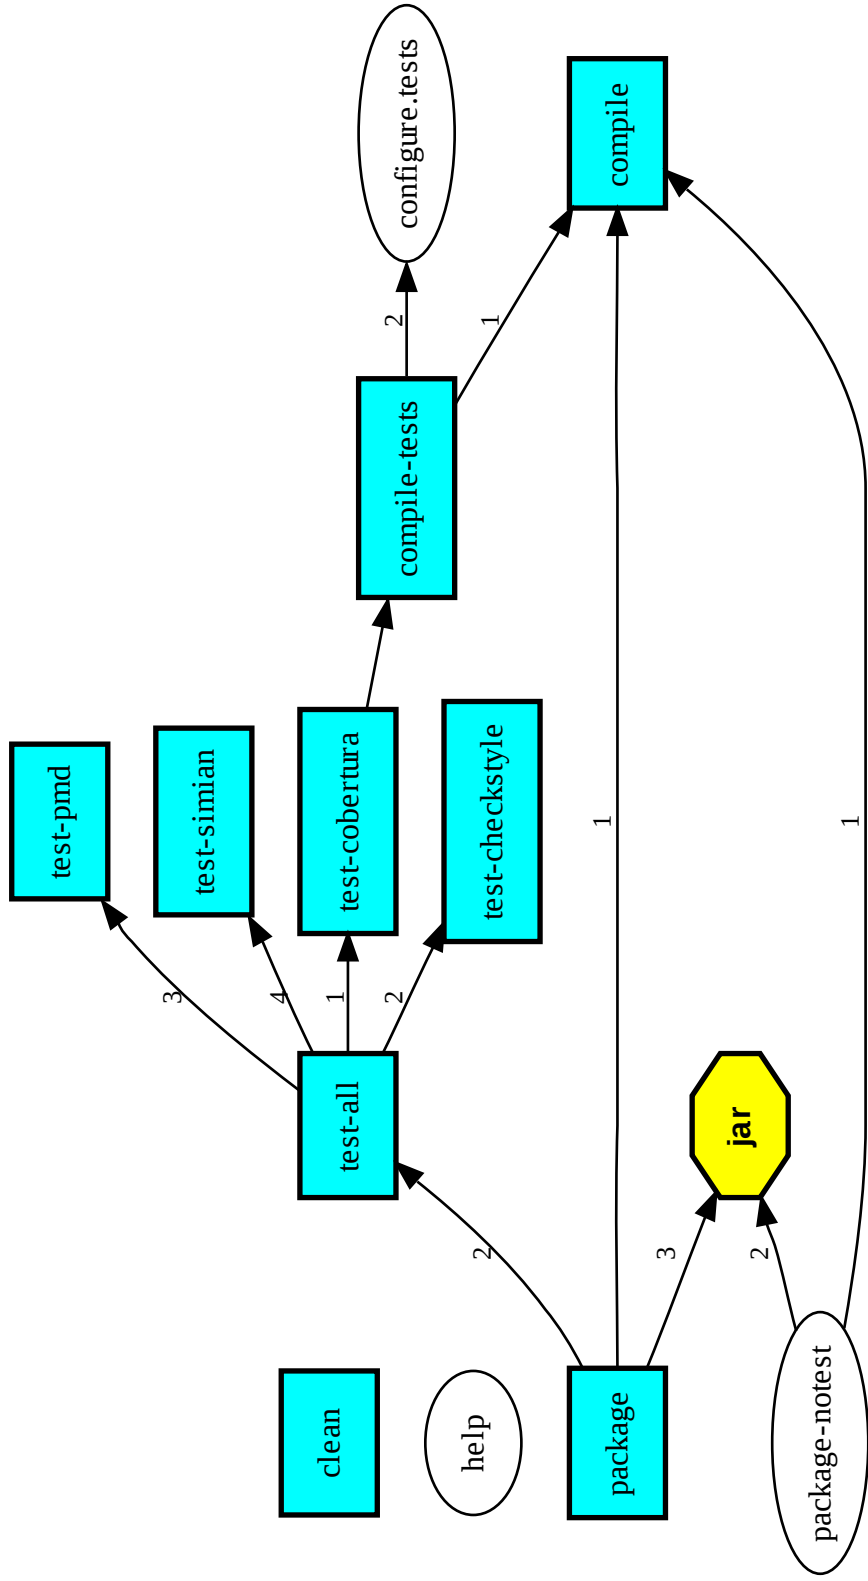 clean
help
package
package-notest
2
1
3
2
1
test-all
jar
3
4
1
2
test-pmd
test-simian
test-cobertura
test-checkstyle
compile-tests
2
1
configure.tests
compile